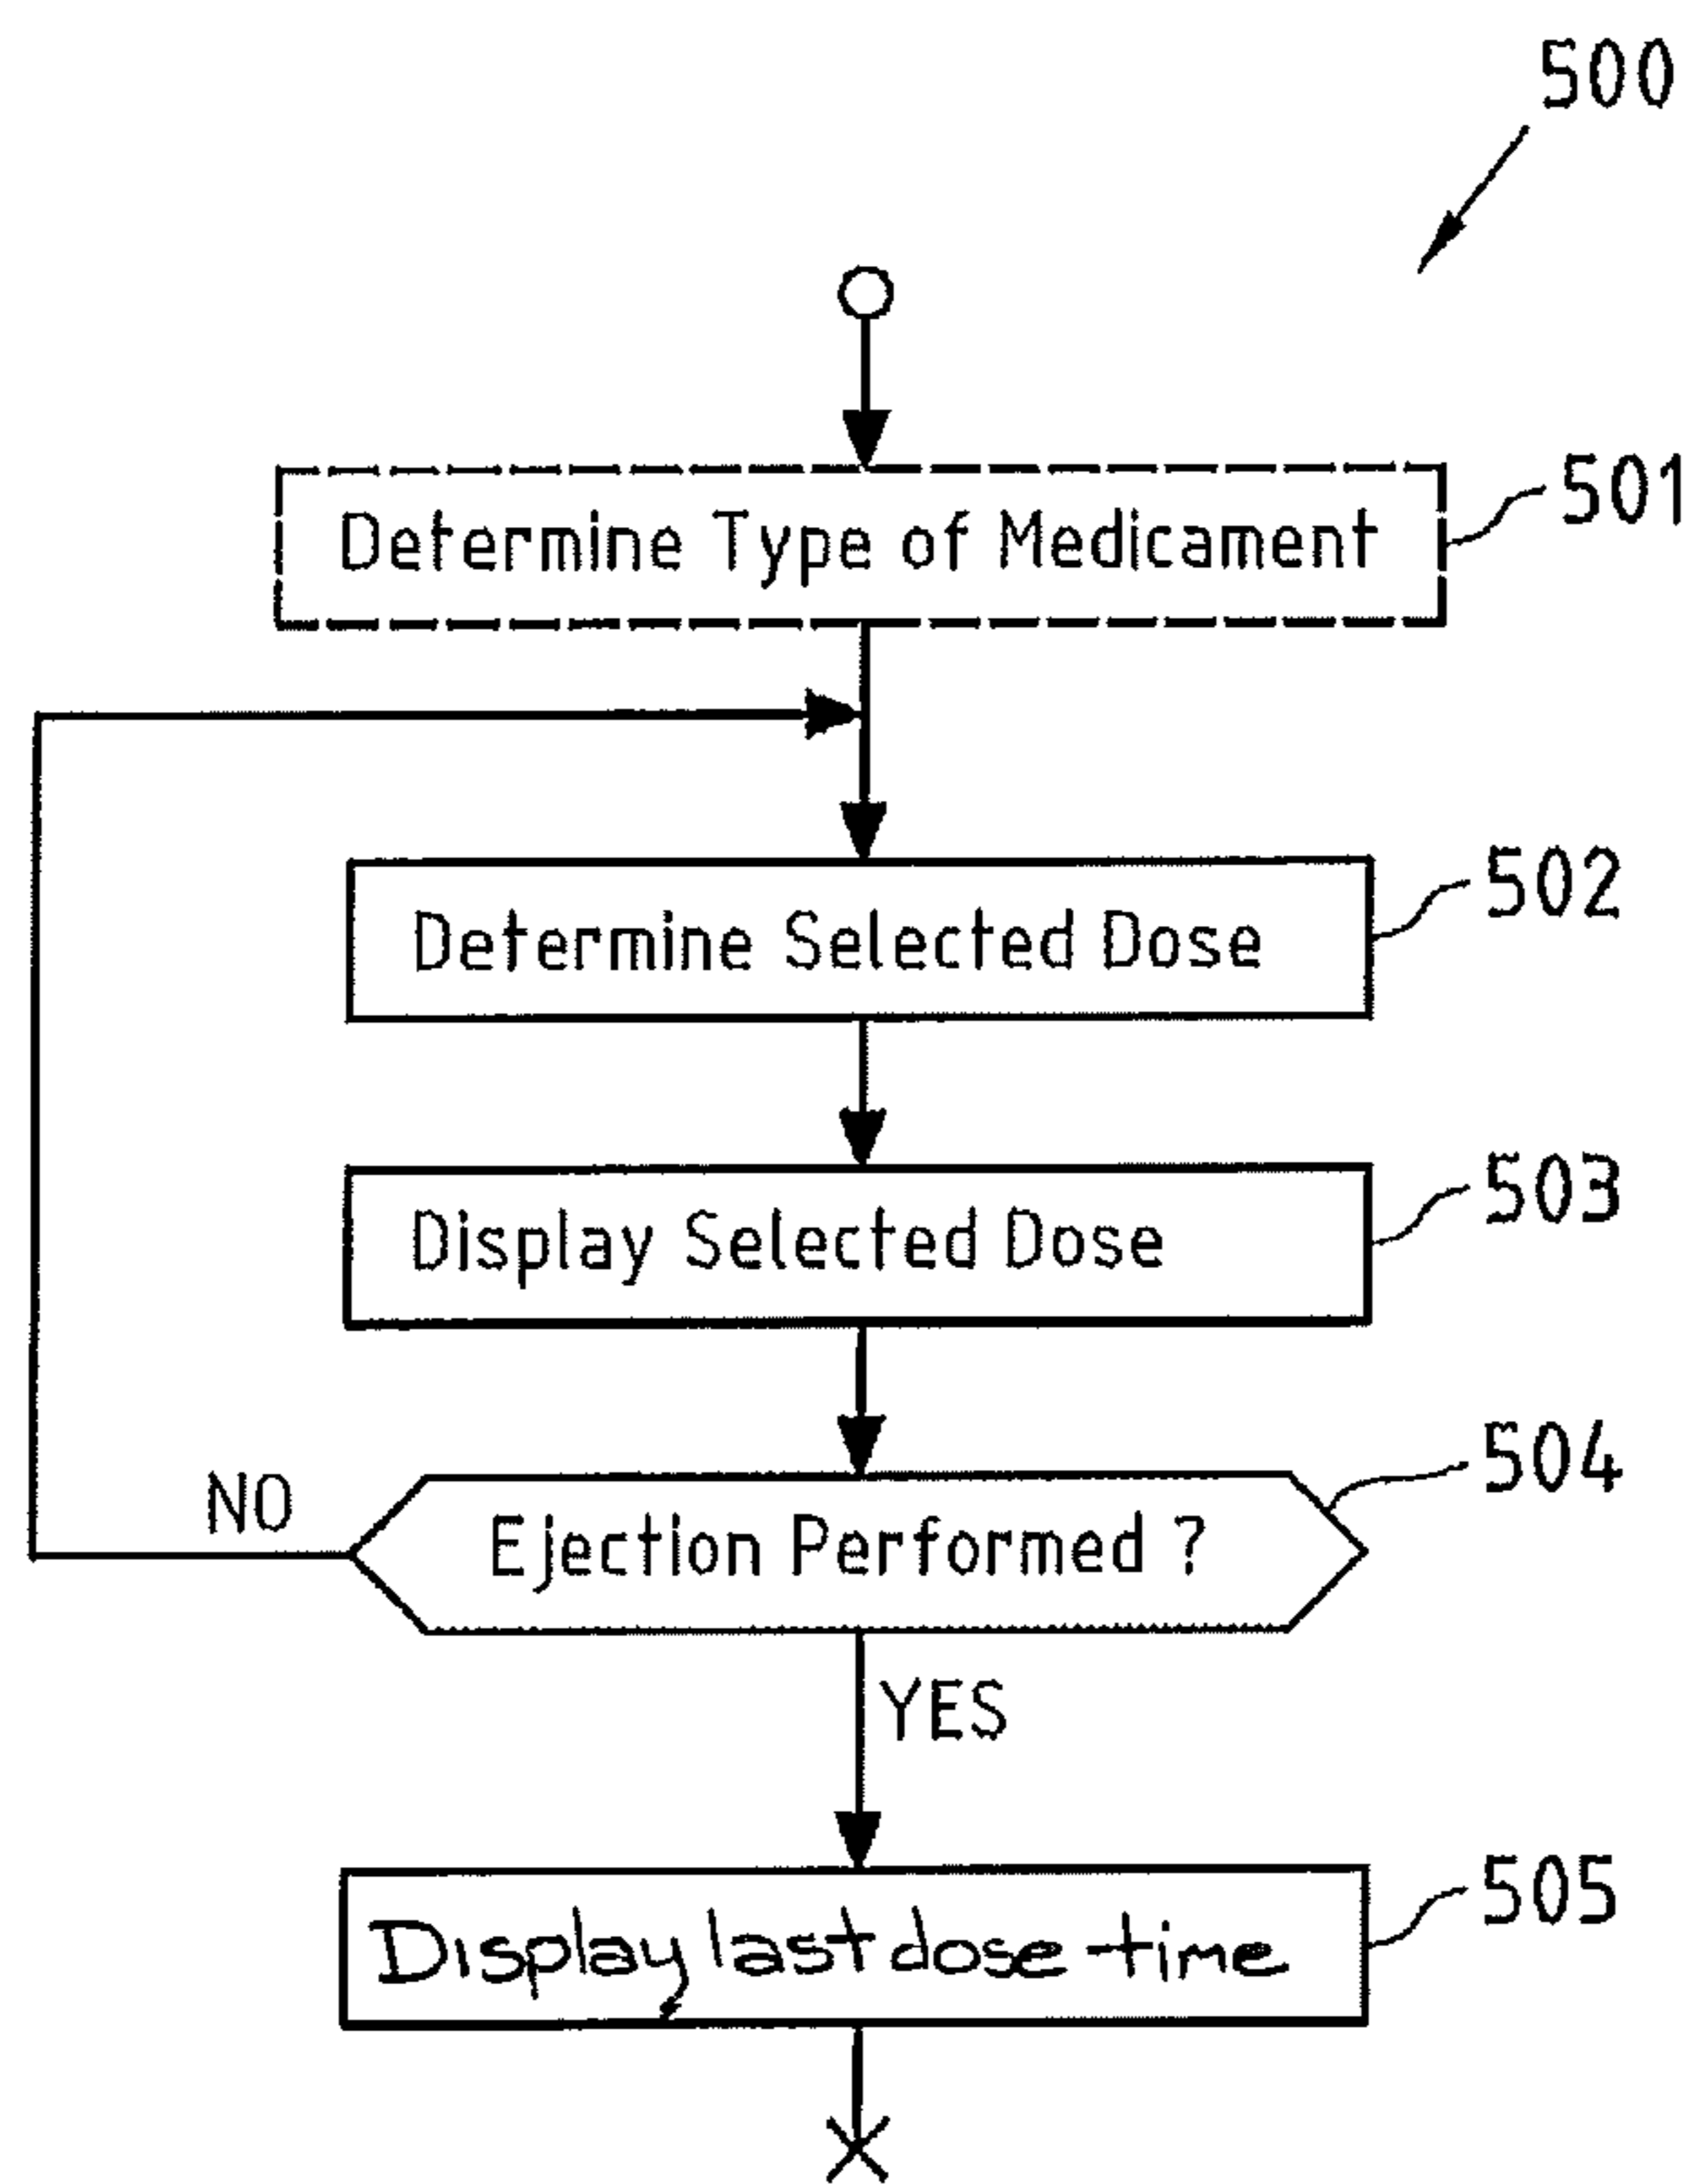 500
Determine Type of Medicament
501
Determine Selected Dose
502
Display Selected Dose
503
Ejection Performed ?
504
NO
YES
Display last dose time
505